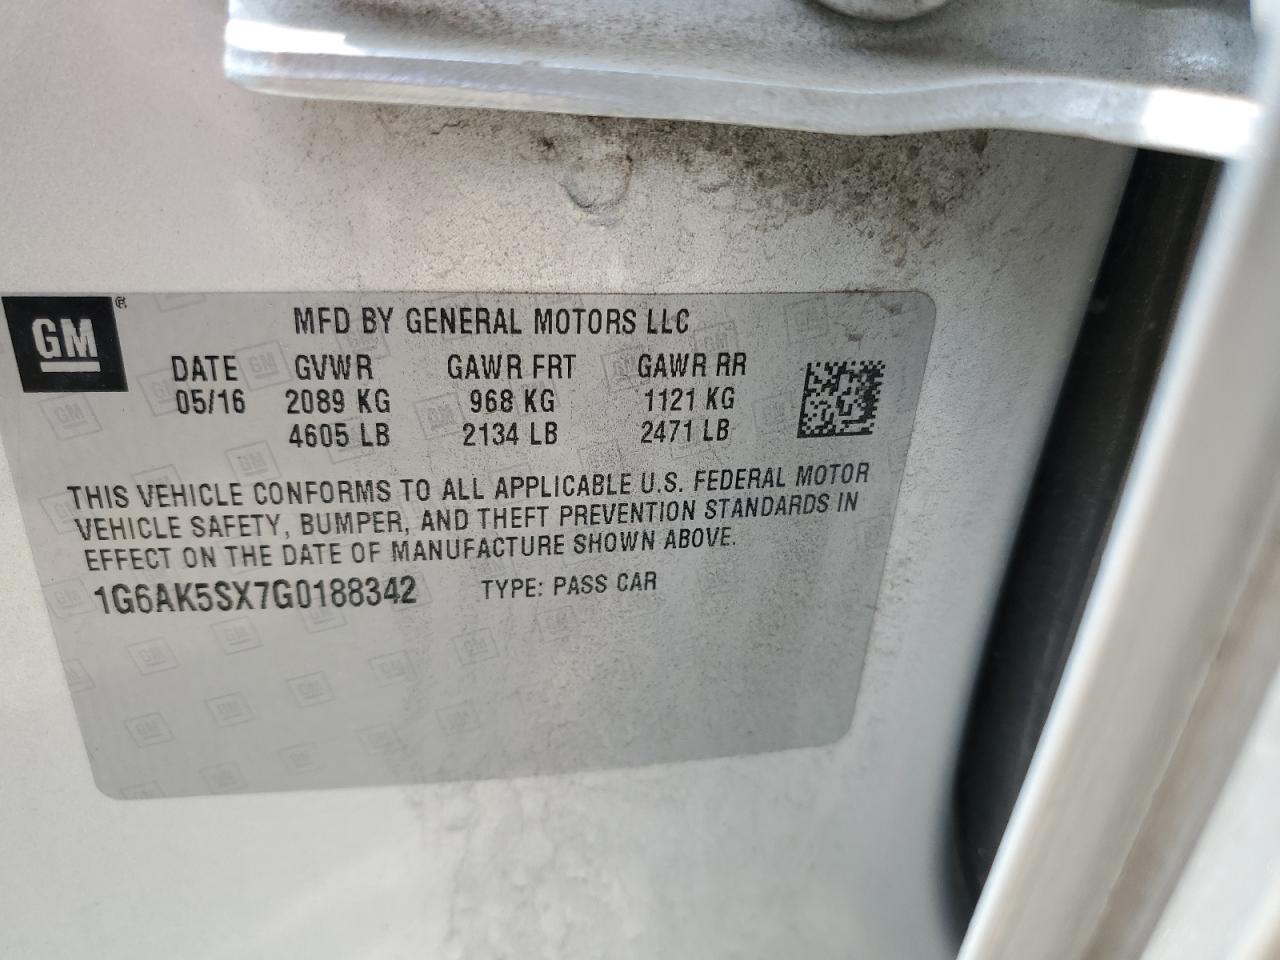 GM ®
MFD BY GENERAL MOTORS LLC
DATE GVWR GAWR FRT GAWR RR
05/16 2089 KG 968 KG 1121 KG
4605 LB 2134 LB 2471 LB
THIS VEHICLE CONFORMS TO ALL APPLICABLE U.S. FEDERAL MOTOR
VEHICLE SAFETY, BUMPER, AND THEFT PREVENTION STANDARDS IN
EFFECT ON THE DATE OF MANUFACTURE SHOWN ABOVE.
1G6AK5SX7G0188342 TYPE: PASS CAR